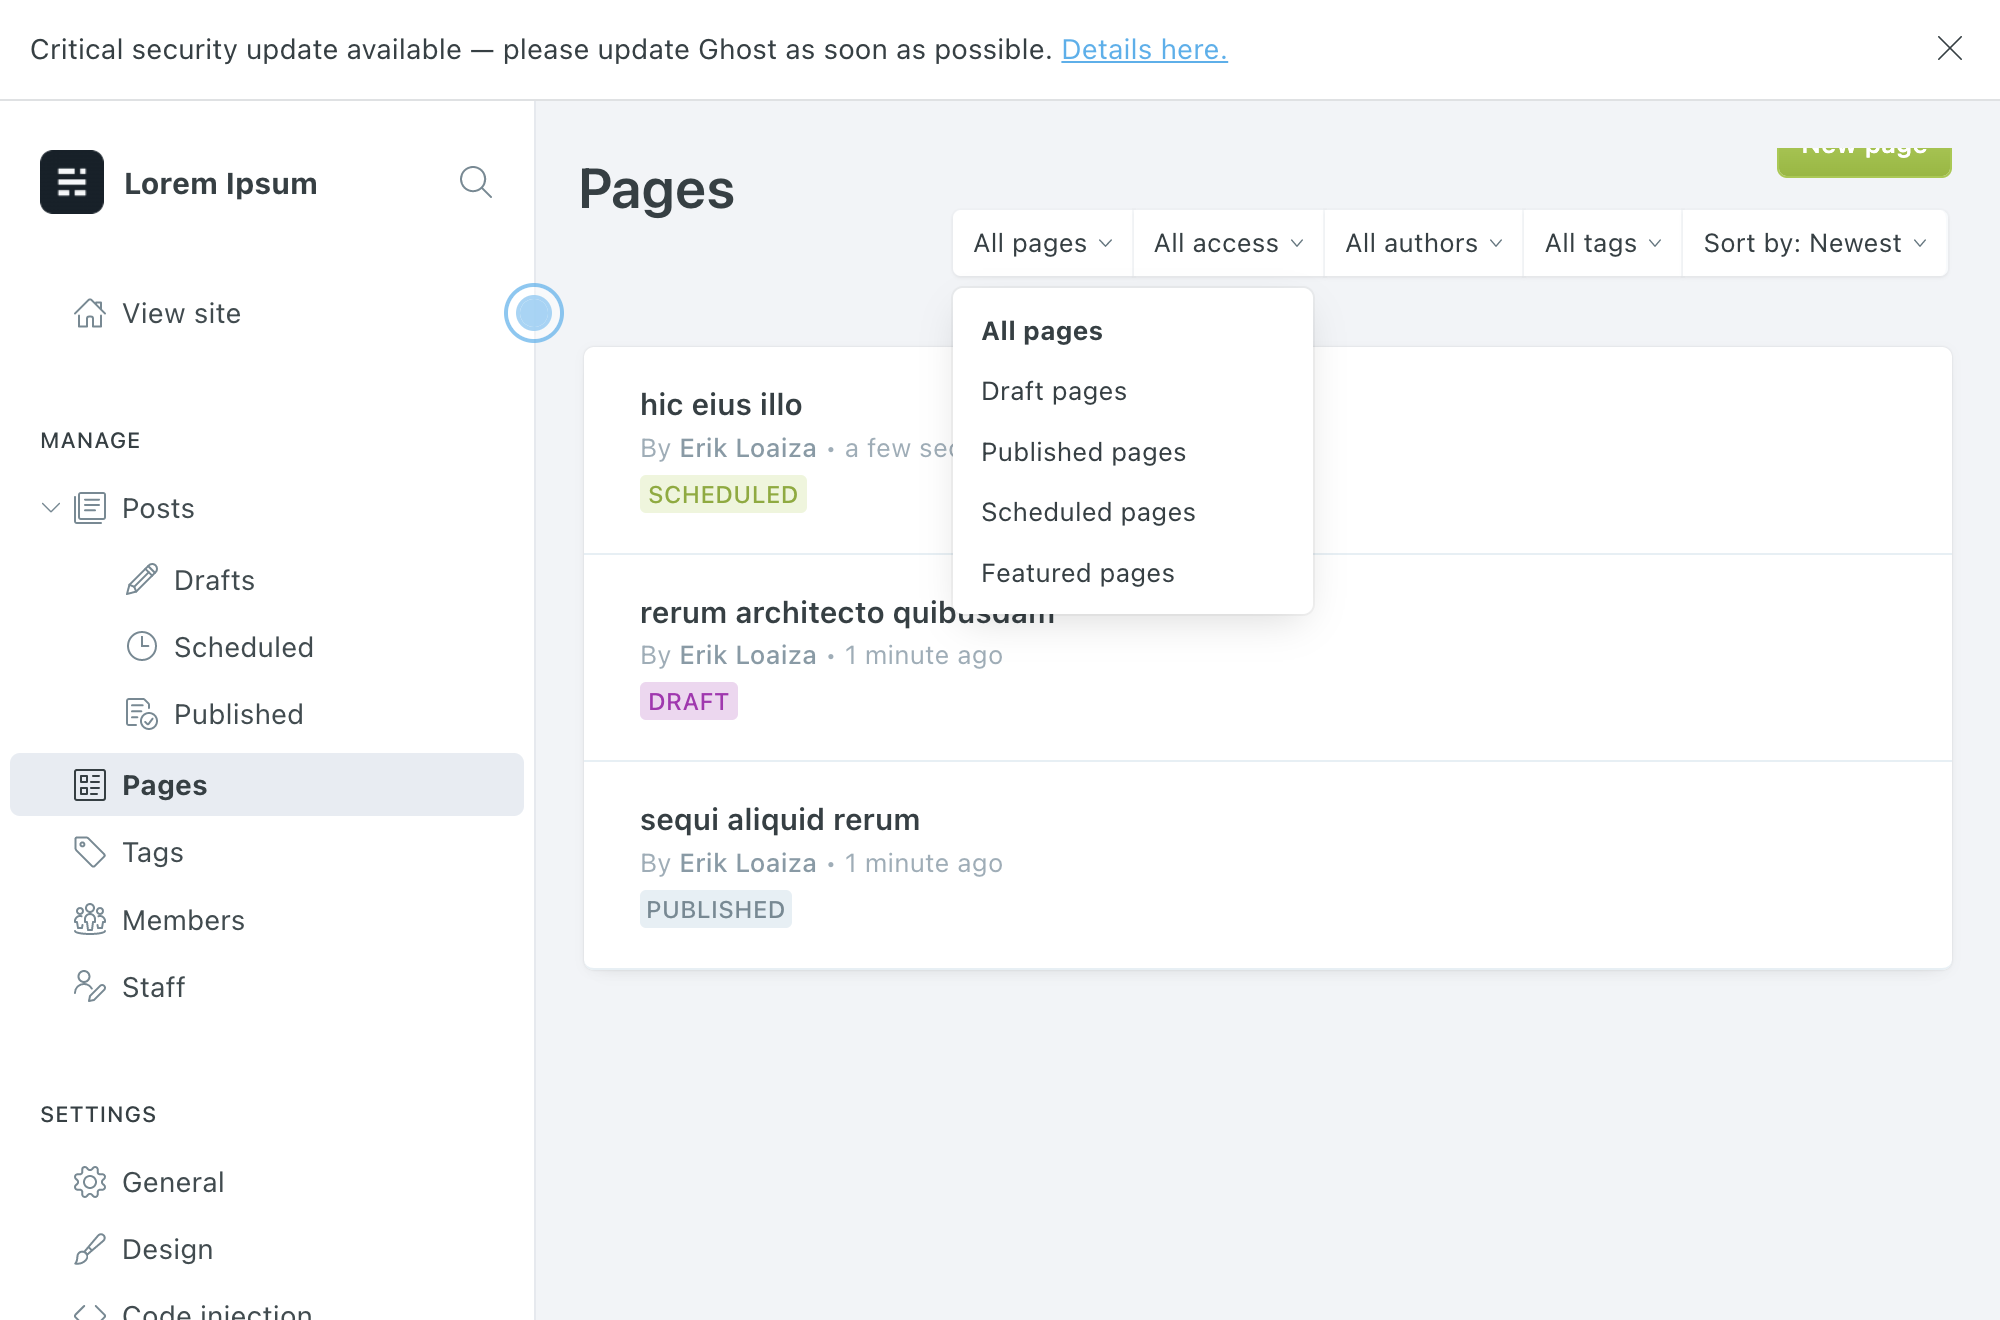 Critical security update available — please update Ghost as soon as possible. Details here.
Lorem Ipsum
View site
MANAGE
Posts
Drafts
Scheduled
Published
Pages
Tags
Members
Staff
SETTINGS
General
Design
Code injection
Pages
New page
All pages
All access
All authors
All tags
Sort by: Newest
All pages
Draft pages
Published pages
Scheduled pages
Featured pages
hic eius illo
By Erik Loaiza • a few
SCHEDULED
rerum architecto quibusdam
By Erik Loaiza • 1 minute ago
DRAFT
sequi aliquid rerum
By Erik Loaiza • 1 minute ago
PUBLISHED